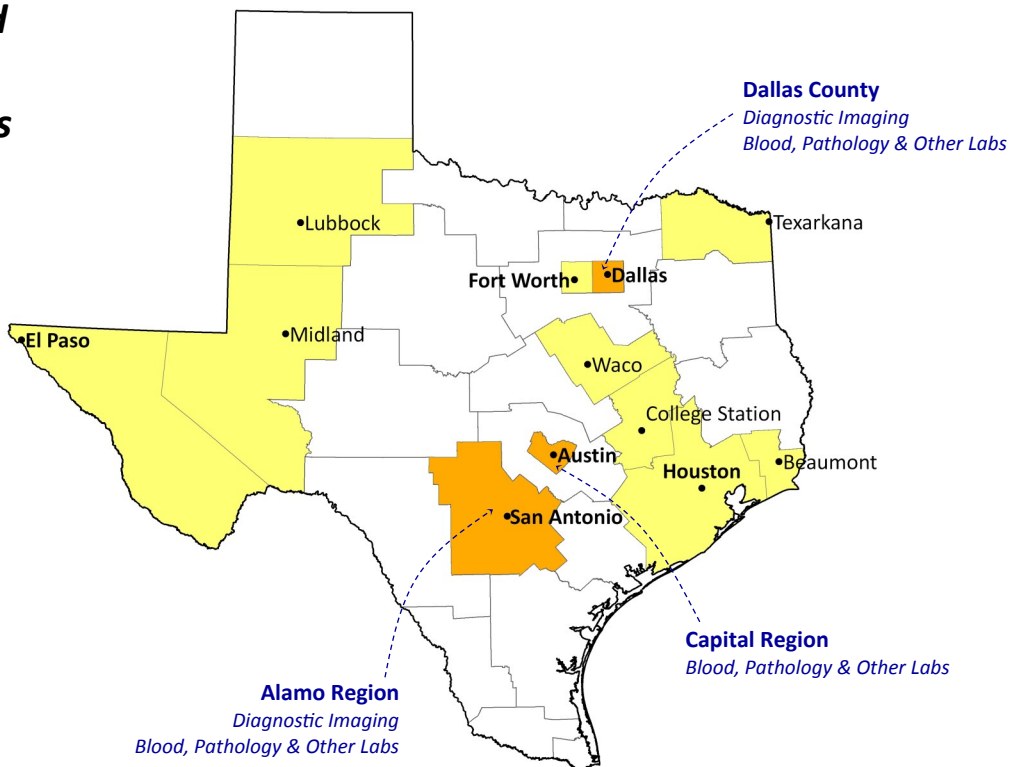 Dallas County
Diagnostic Imaging
Blood, Pathology & Other Labs
Lubbock
Texarkana
Fort Worth
Dallas
El Paso
Midland
Waco
College Station
Austin
Houston
Beaumont
San Antonio
Capital Region
Blood, Pathology & Other Labs
Alamo Region
Diagnostic Imaging
Blood, Pathology & Other Labs